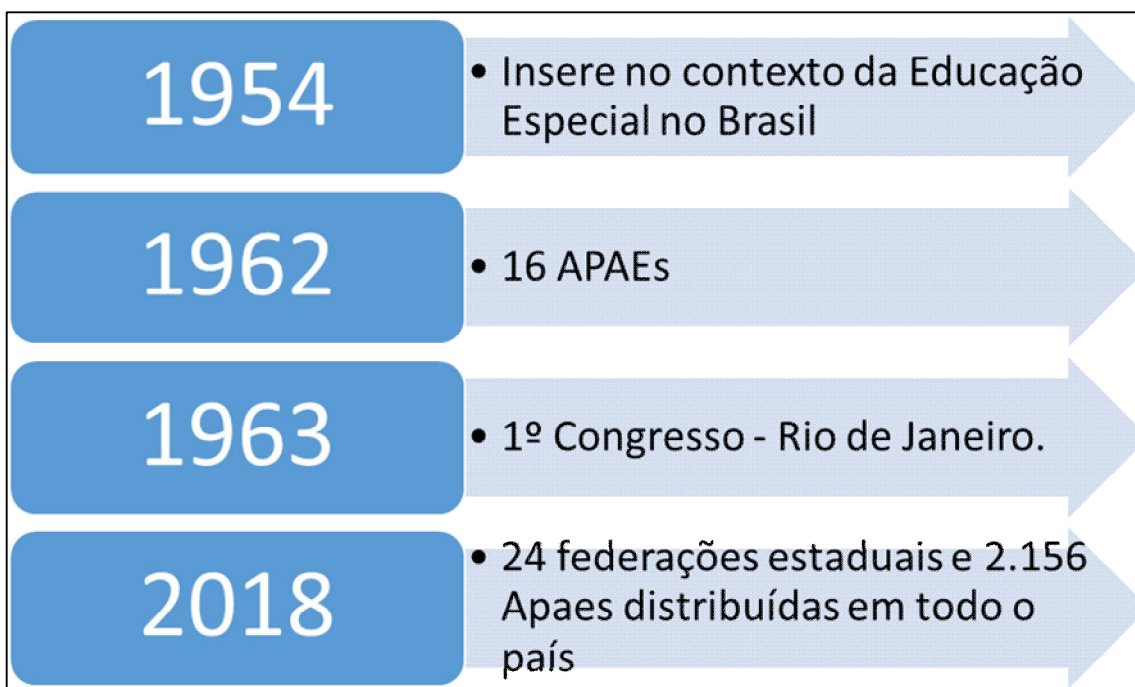 1954
• Insere no contexto da Educação
Especial no Brasil
1962
• 16 APAEs
1963
• 1º Congresso - Rio de Janeiro.
2018
• 24 federações estaduais e 2.156
Apaes distribuídas em todo o
país